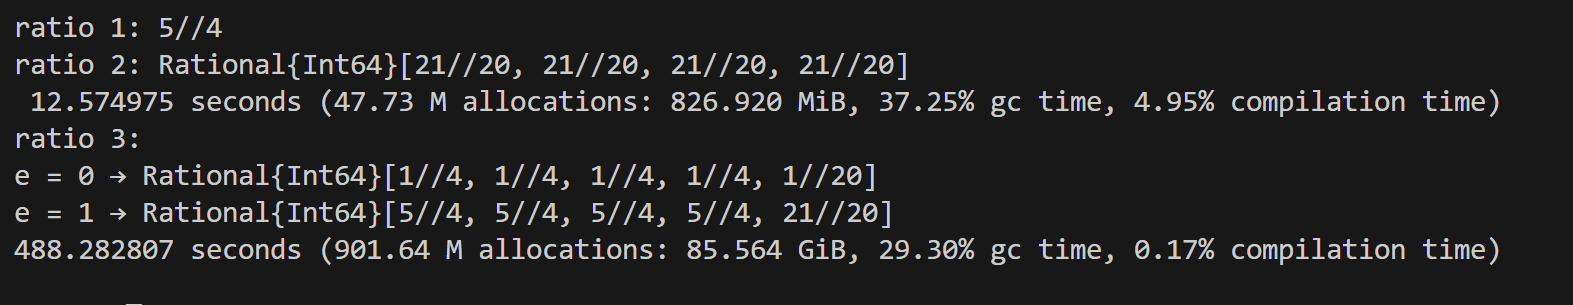 ratio 1: 5//4
ratio 2: Rational{Int64}[21//20, 21//20, 21//20, 21//20]
 12.574975 seconds (47.73 M allocations: 826.920 MiB, 37.25% gc time, 4.95% compilation time)
ratio 3:
e = 0 → Rational{Int64}[1//4, 1//4, 1//4, 1//4, 1//20]
e = 1 → Rational{Int64}[5//4, 5//4, 5//4, 5//4, 21//20]
488.282807 seconds (901.64 M allocations: 85.564 GiB, 29.30% gc time, 0.17% compilation time)